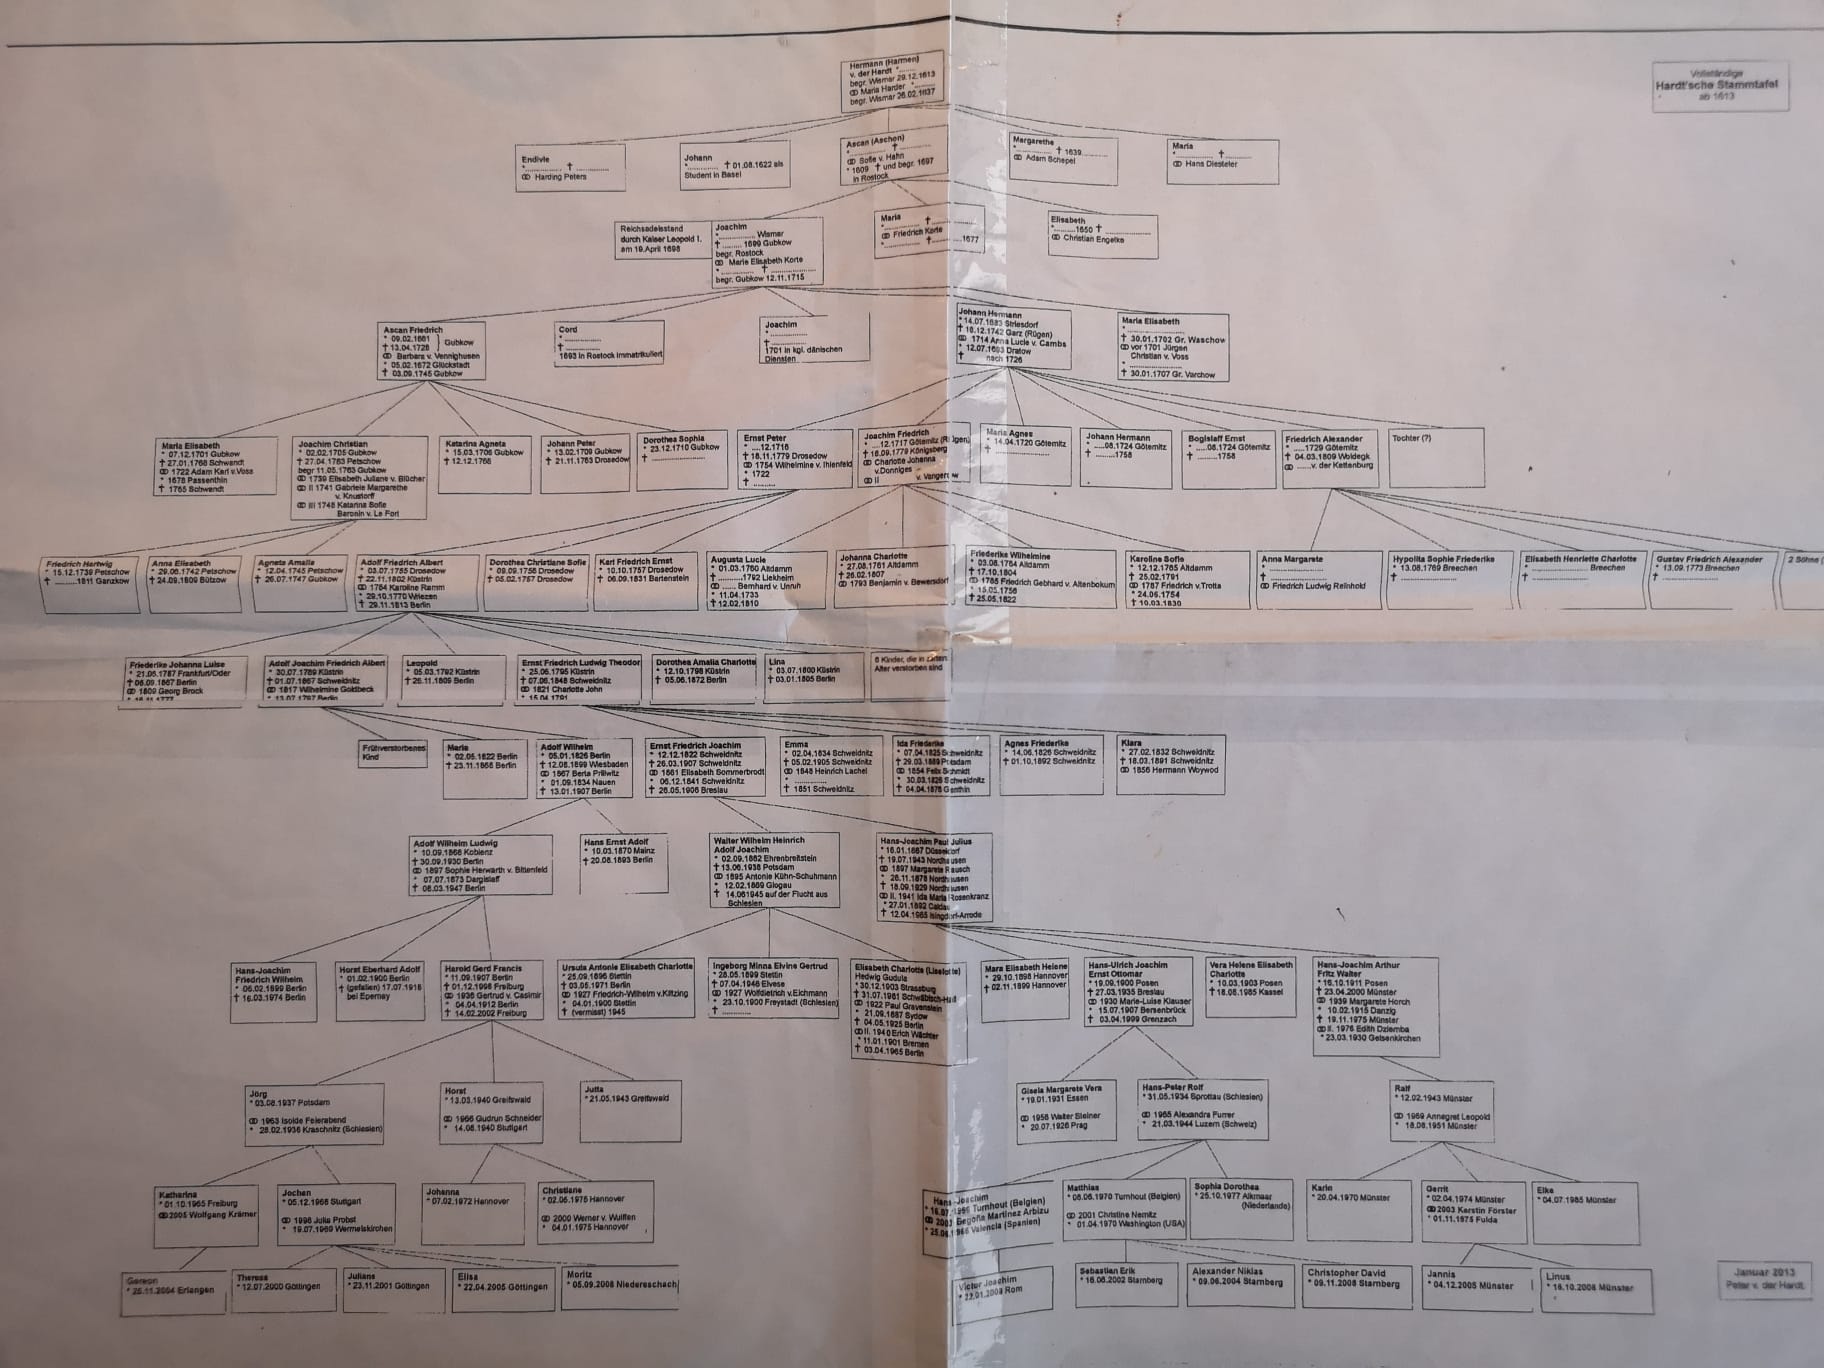 Vollständige
Hardt'sche Stammtafel
ab 1613
Hermann (Harmen)
v. der Hardt *........
begr. Wismar 29.12.1613
⚭ Maria Harder *........
begr. Wismar 26.02.1637
Endivie
*............ † ............
⚭ Harding Peters
Johann
*............ † 01.08.1622 als
Student in Basel
Ascan (Aschen)
*............ † ............
⚭ Sofie v. Hahn
* 1609 † und begr. 1697
in Rostock
Margarethe
*............ † 1639........
⚭ Adam Schepel
Maria
*............ † ............
⚭ Hans Diesteler
Reichsadelsstand
durch Kaiser Leopold I.
am 19.April 1698
Joachim
*............ Wismar
† ........ 1699 Gubkow
begr. Rostock
⚭ Maria Elisabeth Korte
*............ † ............
begr. Gubkow 12.11.1715
Maria
*............ † ............
⚭ Friedrich Korte
*............ † ......1677
Elisabeth
*........1650 † ............
⚭ Christian Engelke
Ascan Friedrich
* 09.02.1681
† 13.04.1728 } Gubkow
⚭ Barbara v. Vennighusen
* 05.02.1672 Glückstadt
† 03.09.1745 Gubkow
Cord
*............
†............
1693 in Rostock immatrikuliert
Joachim
*............
†............
1701 in kgl. dänischen
Diensten
Johann Hermann
* 14.07.1683 Striesdorf
† 16.12.1742 Garz (Rügen)
⚭ 1714 Anna Lucie v. Cambs
* 12.07.1693 Dratow
† nach 1726
Maria Elisabeth
*............
† 30.01.1702 Gr. Waschow
⚭ vor 1701 Jürgen
Christian v. Voss
*............
† 30.01.1707 Gr. Varchow
Maria Elisabeth
* 07.12.1701 Gubkow
† 27.01.1768 Schwandt
⚭ 1722 Adam Karl v.Voss
* 1678 Passenthin
† 1765 Schwandt
Joachim Christian
* 02.02.1705 Gubkow
† 27.04.1763 Petschow
begr 11.05.1763 Gubkow
⚭ 1739 Elisabeth Juliane v. Blücher
⚭ II 1741 Gabriele Margarethe
v. Knustorff
⚭ III 1748 Katarina Sofie
Baronin v. Le Fort
Katarina Agneta
* 15.03.1706 Gubkow
† 12.12.1766
Johann Peter
* 13.02.1709 Gubkow
† 21.11.1763 Drosedow
Dorothea Sophia
* 23.12.1710 Gubkow
† ............
Ernst Peter
* ....12.1716
† 18.11.1779 Drosedow
⚭ 1754 Wilhelmine v. Ihlenfeld
* 1722
† ............
Joachim Friedrich
* ....12.1717 Götemitz (Rügen)
† 16.09.1779 Königsberg
⚭ Charlotte Johanna
v.Donniges
⚭ II v. Vangerow
Maria Agnes
* 14.04.1720 Götemitz
† ............
Johann Hermann
* .....08.1724 Götemitz
† ........1758
Bogislaff Ernst
* .....08.1724 Götemitz
† ........1758
Friedrich Alexander
* ........1729 Götemitz
† 04.03.1809 Woldegk
⚭ ......v. der Kettenburg
Tochter (?)
Friedrich Hartwig
* 15.12.1739 Petschow
† .........1811 Ganzkow
Anna Elisabeth
* 29.06.1742 Petschow
† 24.09.1809 Bützow
Agneta Amalia
* 12.04.1745 Petschow
† 26.07.1747 Gubkow
Adolf Friedrich Albert
* 03.07.1755 Drosedow
† 22.11.1802 Küstrin
⚭ 1784 Karoline Ramm
* 29.10.1770 Wriezen
† 29.11.1813 Berlin
Dorothea Christiane Sofie
* 09.09.1756 Drosedow
† 05.02.1757 Drosedow
Karl Friedrich Ernst
* 10.10.1757 Drosedow
† 06.09.1831 Bartenstein
Augusta Lucie
* 01.03.1760 Altdamm
† ............1792 Liekheim
⚭ ...... Bernhard v. Unruh
* 11.04.1733
† 12.02.1810
Johanna Charlotte
* 27.08.1761 Altdamm
† 26.02.1807
⚭ 1793 Benjamin v. Bewersdorf
Friederike Wilhelmine
* 03.08.1764 Altdamm
† 17.10.1804
⚭ 1785 Friedrich Gebhard v. Altenbokum
* 15.05.1756
† 25.05.1822
Karoline Sofie
* 12.12.1765 Altdamm
† 25.02.1791
⚭ 1787 Friedrich v.Trotta
* 24.06.1754
† 10.03.1830
Anna Margarete
*............
†............
⚭ Friedrich Ludwig Reinhold
Hypolita Sophie Friederike
* 13.08.1769 Breechen
† ............
Elisabeth Henriette Charlotte
*............ Breechen
†............
Gustav Friedrich Alexander
* 13.09.1773 Breechen
† ............
2 Söhne (
Friederike Johanna Luise
* 21.05.1787 Frankfurt/Oder
† 06.09.1867 Berlin
⚭ 1809 Georg Brock
Adolf Joachim Friedrich Albert
* 30.07.1789 Küstrin
† 01.07.1867 Schweidnitz
⚭ 1817 Wilhelmine Goldbeck
* 13.07.1797 Berlin
Leopold
* 05.03.1792 Küstrin
† 26.11.1809 Berlin
Ernst Friedrich Ludwig Theodor
* 25.06.1795 Küstrin
† 07.06.1848 Schweidnitz
⚭ 1821 Charlotte John
* 15.04.1791
Dorothea Amalia Charlotte
* 12.10.1798 Küstrin
† 05.06.1872 Berlin
Lina
* 03.07.1800 Küstrin
† 03.01.1805 Berlin
6 Kinder, die in zarten
Alter verstorben sind
Frühverstorbenes
Kind
Maria
* 02.05.1822 Berlin
† 23.11.1868 Berlin
Adolf Wilhelm
* 05.01.1826 Berlin
† 12.08.1899 Wiesbaden
⚭ 1867 Berta Prillwitz
* 01.09.1834 Nauen
† 13.01.1907 Berlin
Ernst Friedrich Joachim
* 12.12.1822 Schweidnitz
† 26.03.1907 Schweidnitz
⚭ 1861 Elisabeth Sommerbrodt
* 06.12.1841 Schweidnitz
† 26.05.1906 Breslau
Emma
* 02.04.1834 Schweidnitz
† 05.02.1905 Schweidnitz
⚭ 1848 Heinrich Lachel
*............
† 1851 Schweidnitz
Ida Friederike
* 07.04.1825 Schweidnitz
† 29.03.1889 Potsdam
⚭ 1854 Felix Schmidt
* 30.03.1826 Schweidnitz
† 04.04.1878 Genthin
Agnes Friederike
* 14.06.1826 Schweidnitz
† 01.10.1892 Schweidnitz
Klara
* 27.02.1832 Schweidnitz
† 18.03.1891 Schweidnitz
⚭ 1856 Hermann Woywod
Adolf Wilhelm Ludwig
* 10.09.1868 Koblenz
† 30.09.1930 Berlin
⚭ 1897 Sophie Herwarth v. Bittenfeld
* 07.07.1873 Dargislaff
† 06.03.1947 Berlin
Hans Ernst Adolf
* 10.03.1870 Mainz
† 20.08.1893 Berlin
Walter Wilhelm Heinrich
Adolf Joachim
* 02.09.1862 Ehrenbreitstein
† 13.06.1938 Potsdam
⚭ 1895 Antonie Kühn-Schuhmann
* 12.02.1869 Glogau
† 14.061945 auf der Flucht aus
Schlesien
Hans-Joachim Paul Julius
* 16.01.1867 Düsseldorf
† 19.07.1943 Nordhausen
⚭ 1897 Margarete Rausch
* 26.11.1878 Nordhausen
† 18.09.1929 Nordhausen
⚭ II. 1941 Ida Maria Rosenkranz
* 27.01.1892 Caldau
† 12.04.1965 Isingdorf-Arrode
Hans-Joachim
Friedrich Wilhelm
* 06.02.1899 Berlin
† 16.03.1974 Berlin
Horst Eberhard Adolf
* 01.02.1900 Berlin
† (gefallen) 17.07.1918
bei Epernay
Harold Gerd Francis
* 11.09.1907 Berlin
† 01.12.1998 Freiburg
⚭ 1936 Gertrud v. Casimir
* 04.04.1912 Berlin
† 14.02.2002 Freiburg
Ursula Antonie Elisabeth Charlotte
* 25.09.1896 Stettin
† 03.05.1971 Berlin
⚭ 1927 Friedrich-Wilhelm v.Klitzing
* 04.01.1900 Stettin
† (vermisst) 1945
Ingeborg Minna Elvine Gertrud
* 28.05.1899 Stettin
† 07.04.1946 Elvese
⚭ 1927 Wolfdietrich v.Eichmann
* 23.10.1900 Freystadt (Schlesien)
† ............
Elisabeth Charlotte (Liselotte)
Hedwig Gudula
* 30.12.1903 Strassburg
† 31.07.1981 Schwäbisch-Hall
⚭ 1922 Paul Gravenstein
* 21.09.1887 Sydow
† 04.05.1925 Berlin
⚭ II. 1940 Erich Wächter
* 11.01.1901 Bremen
† 03.04.1965 Berlin
Mara Elisabeth Helene
* 29.10.1898 Hannover
† 02.11.1899 Hannover
Hans-Ulrich Joachim
Ernst Ottomar
* 19.09.1900 Posen
† 27.03.1935 Breslau
⚭ 1930 Marie-Luise Klauser
* 15.07.1907 Bersenbrück
† 03.04.1999 Grenzach
Vera Helene Elisabeth
Charlotte
* 10.03.1903 Posen
† 18.06.1985 Kassel
Hans-Joachim Arthur
Fritz Walter
* 16.10.1911 Posen
† 23.04.2000 Münster
⚭ 1939 Margarete Horch
* 10.02.1915 Danzig
† 19.11.1975 Münster
⚭ II. 1976 Edith Dziemba
* 23.03.1930 Gelsenkirchen
Jörg
* 03.08.1937 Potsdam
⚭ 1963 Isolde Feierabend
* 28.02.1936 Kraschnitz (Schlesien)
Horst
* 13.03.1940 Greifswald
⚭ 1966 Gudrun Schneider
* 14.08.1940 Stuttgart
Jutta
* 21.05.1943 Greifswald
Gisela Margarete Vera
* 19.01.1931 Essen
⚭ 1958 Walter Steiner
* 20.07.1926 Prag
Hans-Peter Rolf
* 31.05.1934 Sprottau (Schlesien)
⚭ 1965 Alexandra Furrer
* 21.03.1944 Luzern (Schweiz)
Ralf
* 12.02.1943 Münster
⚭ 1969 Annegret Leopold
* 18.08.1951 Münster
Katharina
* 01.10.1965 Freiburg
⚭ 2005 Wolfgang Krämer
Jochen
* 05.12.1968 Stuttgart
⚭ 1998 Julia Probst
* 19.07.1969 Wermelskirchen
Johanna
* 07.02.1972 Hannover
Christiane
* 02.06.1976 Hannover
⚭ 2000 Werner v. Wulffen
* 04.01.1975 Hannover
Hans-Joachim
Turnhout (Belgien)
Begoña Martinez Arbizu
Valencia (Spanien)
Matthias
* 08.06.1970 Turnhout (Belgien)
⚭ 2001 Christine Nemitz
* 01.04.1970 Washington (USA)
Sophia Dorothea
* 25.10.1977 Alkmaar
(Niederlande)
Karin
* 20.04.1970 Münster
Gerrit
* 02.04.1974 Münster
⚭ 2003 Kerstin Förster
* 01.11.1975 Fulda
Elke
* 04.07.1985 Münster
Gereon
* 25.11.2004 Erlangen
Theresa
* 12.07.2000 Göttingen
Juliane
* 23.11.2001 Göttingen
Elisa
* 22.04.2005 Göttingen
Moritz
* 05.09.2008 Niedereschach
Victor Joachim
* 22.01.2008 Rom
Sebastian Erik
* 18.06.2002 Starnberg
Alexander Niklas
* 09.06.2004 Starnberg
Christopher David
* 09.11.2008 Starnberg
Jannis
* 04.12.2005 Münster
Linus
* 16.10.2008 Münster
Januar 2013
Peter v. der Hardt